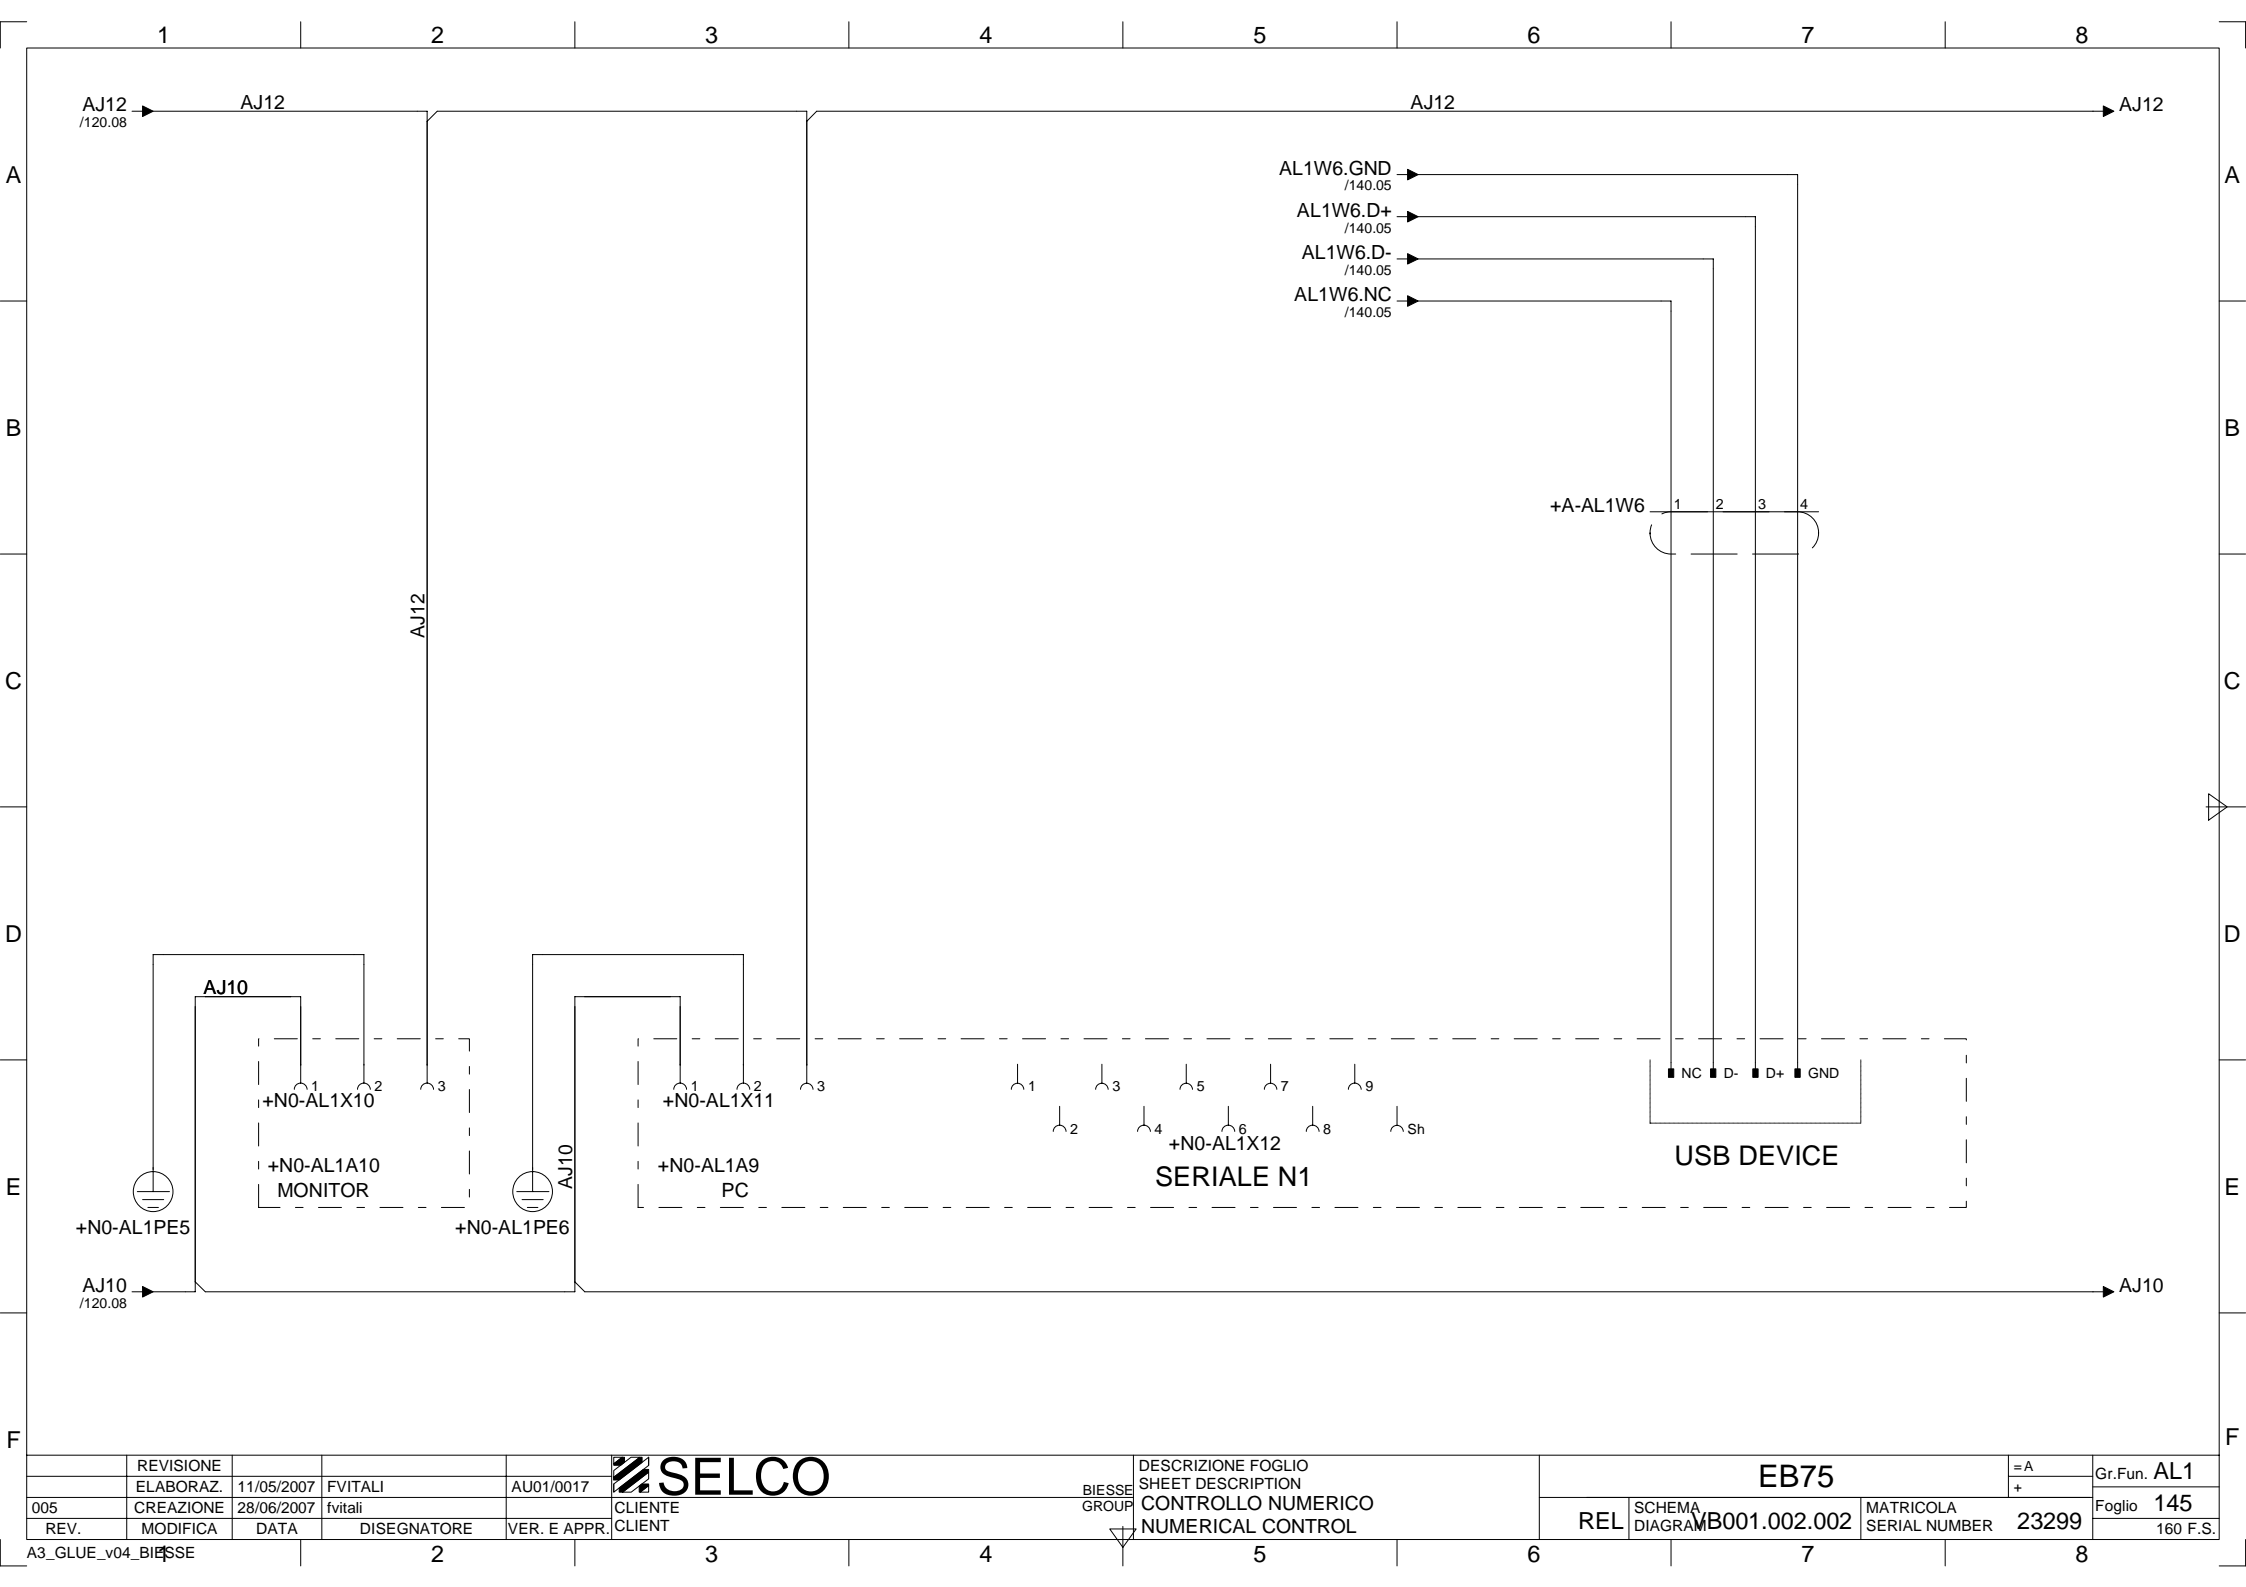 1 2 3 4 5 6 7 8
AJ12 AJ12 AJ12 AJ12
/120.08
A A
AL1W6.GND
/140.05
AL1W6.D+
/140.05
AL1W6.D-
/140.05
AL1W6.NC
/140.05
B B
+A-AL1W6 1 2 3 4
AJ12
C C
D D
AJ10
1 2 3
+N0-AL1X10
+N0-AL1A10
MONITOR
+N0-AL1PE5
1 2 3
+N0-AL1X11
AJ10
+N0-AL1A9
PC
+N0-AL1PE6
1 3 5 7 9
2 4 6 8 Sh
+N0-AL1X12
SERIALE N1
NC D- D+ GND
USB DEVICE
E E
AJ10 AJ10
/120.08
F F
REVISIONE
ELABORAZ. 11/05/2007 FVITALI AU01/0017
005 CREAZIONE 28/06/2007 fvitali
REV. MODIFICA DATA DISEGNATORE VER. E APPR.
SELCO
CLIENTE
CLIENT
BIESSE
GROUP
DESCRIZIONE FOGLIO
SHEET DESCRIPTION
CONTROLLO NUMERICO
NUMERICAL CONTROL
EB75
REL SCHEMA
DIAGRAM VB001.002.002
MATRICOLA
SERIAL NUMBER 23299
=A
+
Gr.Fun. AL1
Foglio 145
160 F.S.
A3_GLUE_v04_BIESSE
1 2 3 4 5 6 7 8